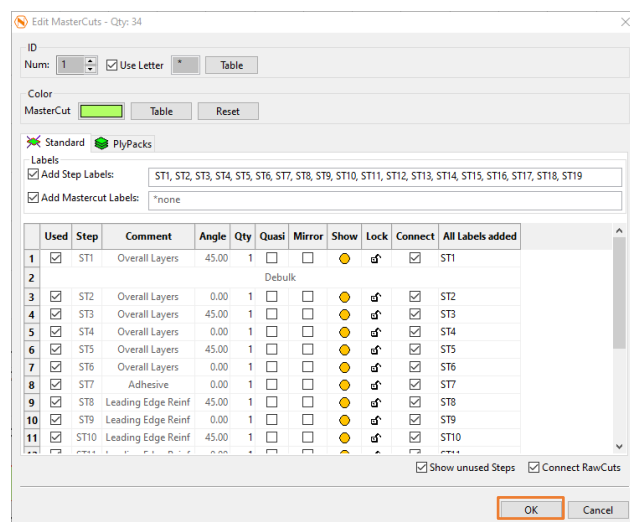 Edit MasterCuts - Qty: 34
ID
Num: 1 Use Letter * Table
Color
MasterCut Table Reset
Standard PlyPacks
Labels
Add Step Labels: ST1, ST2, ST3, ST4, ST5, ST6, ST7, ST8, ST9, ST10, ST11, ST12, ST13, ST14, ST15, ST16, ST17, ST18, ST19
Add Mastercut Labels: *none
Used Step Comment Angle Qty Quasi Mirror Show Lock Connect All Labels added
1 ST1 Overall Layers 45.00 1 ST1
2 Debulk
3 ST2 Overall Layers 0.00 1 ST2
4 ST3 Overall Layers 45.00 1 ST3
5 ST4 Overall Layers 0.00 1 ST4
6 ST5 Overall Layers 45.00 1 ST5
7 ST6 Overall Layers 0.00 1 ST6
8 ST7 Adhesive 0.00 1 ST7
9 ST8 Leading Edge Reinf 45.00 1 ST8
10 ST9 Leading Edge Reinf 0.00 1 ST9
11 ST10 Leading Edge Reinf 45.00 1 ST10
Show unused Steps Connect RawCuts
OK Cancel